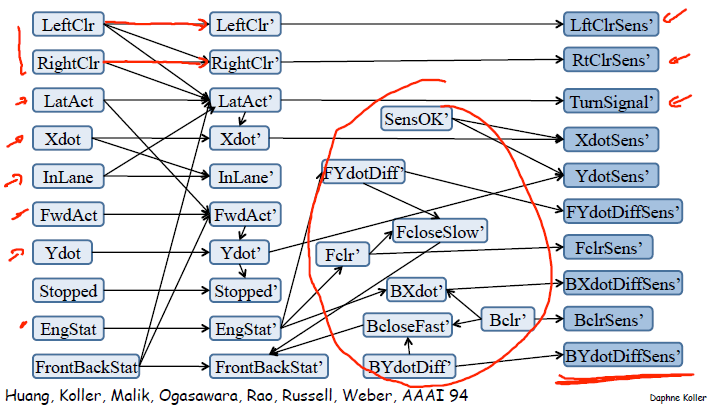 LeftClr LeftClr' LftClrSens'
RightClr RightClr' RtClrSens'
LatAct LatAct' TurnSignal'
SensOK'
Xdot Xdot' XdotSens'
InLane InLane' FYdotDiff' YdotSens'
FwdAct FwdAct' FYdotDiffSens'
FcloseSlow'
Ydot Ydot' Fclr' FclrSens'
Stopped Stopped' BXdot' BXdotDiffSens'
EngStat EngStat' BcloseFast' Bclr' BclrSens'
FrontBackStat FrontBackStat' BYdotDiff' BYdotDiffSens'
Huang, Koller, Malik, Ogasawara, Rao, Russell, Weber, AAAI 94
Daphne Koller